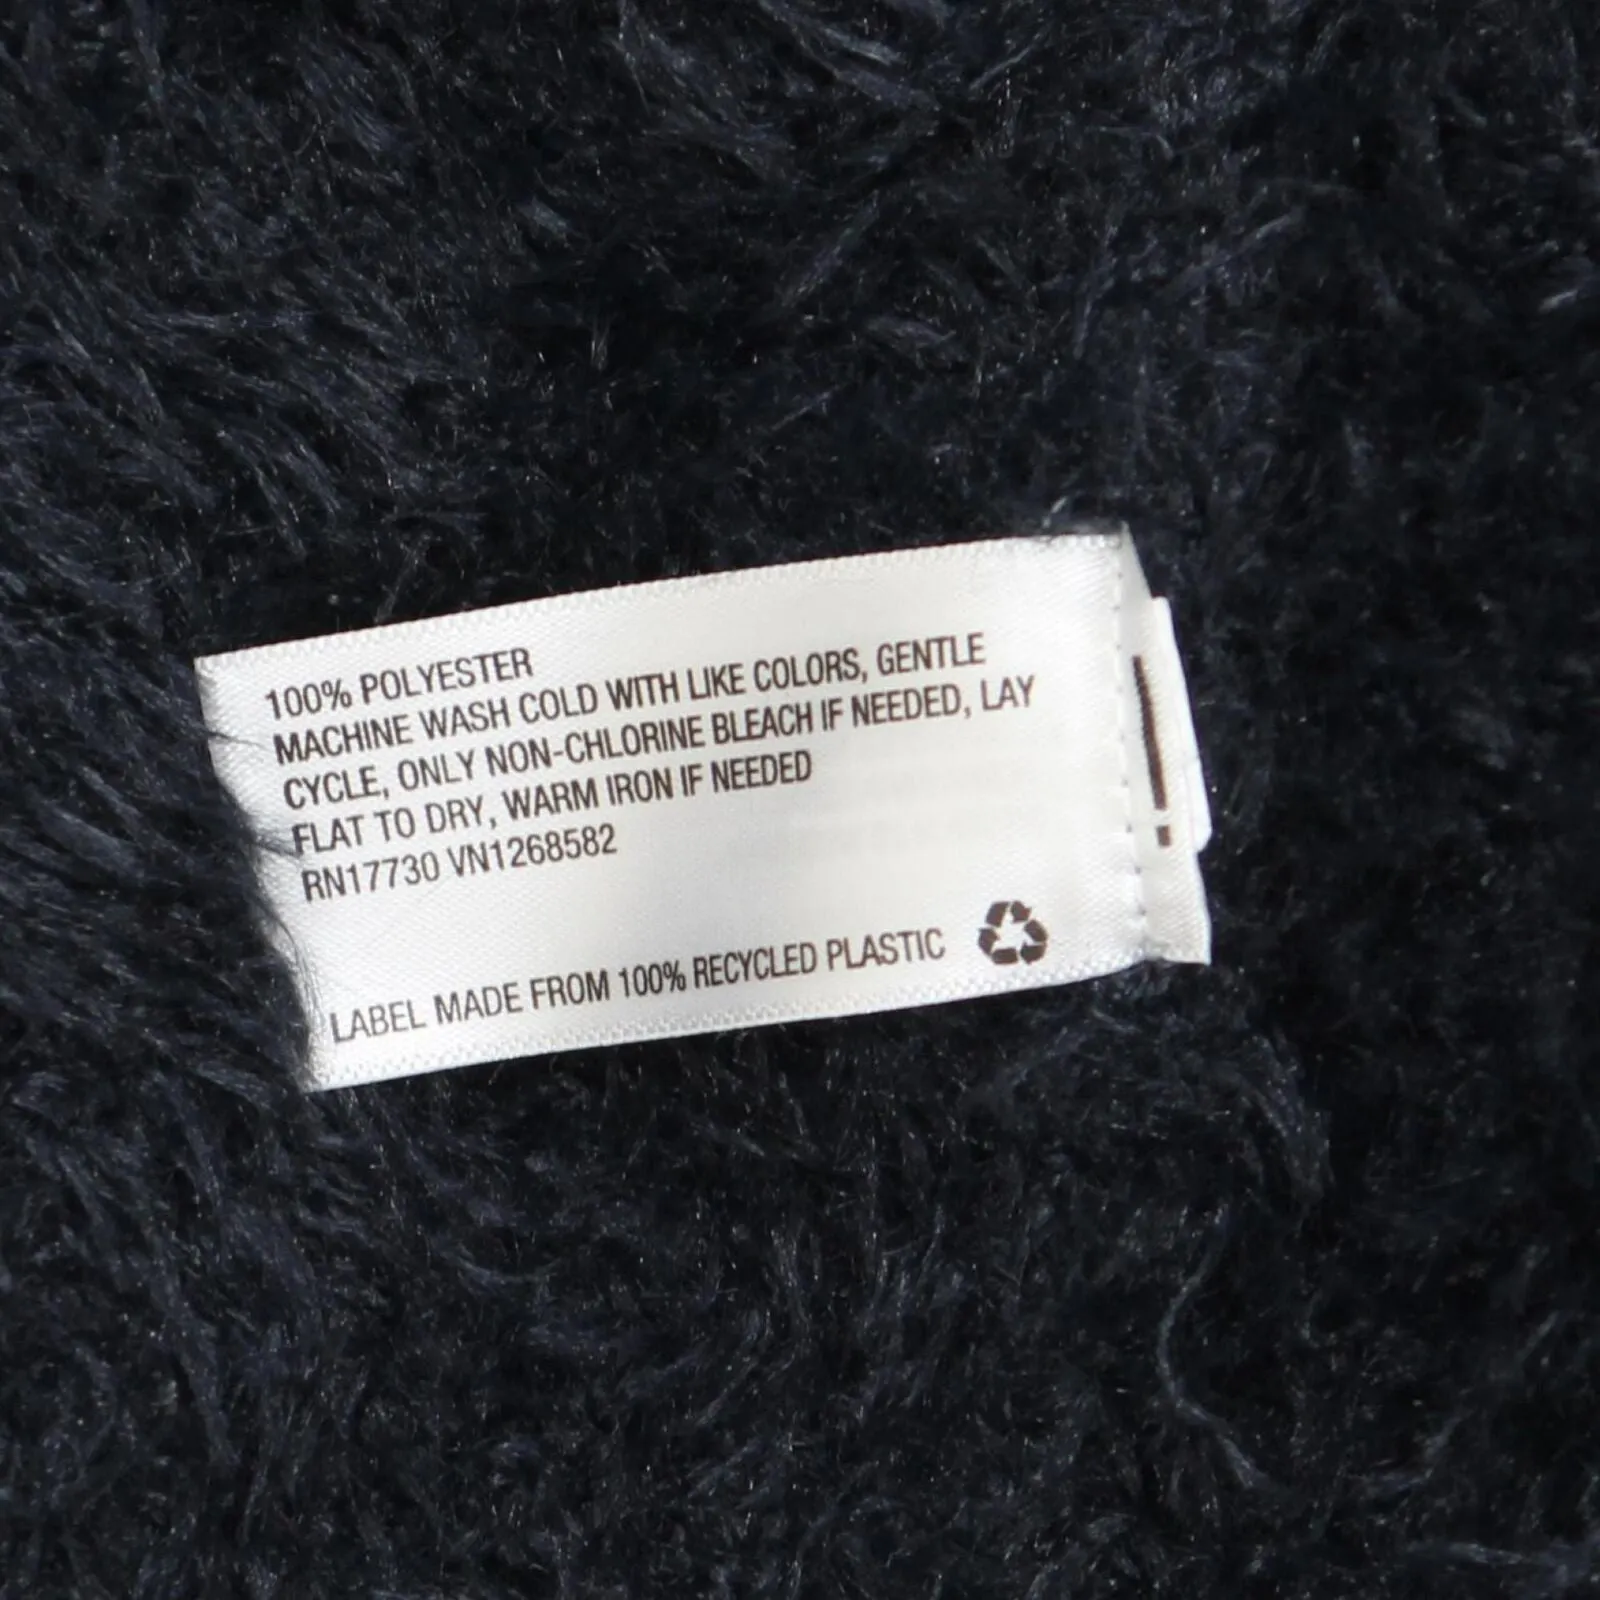 100% POLYESTER
MACHINE WASH COLD WITH LIKE COLORS, GENTLE
CYCLE, ONLY NON-CHLORINE BLEACH IF NEEDED, LAY
FLAT TO DRY, WARM IRON IF NEEDED
RN17730 VN1268582
LABEL MADE FROM 100% RECYCLED PLASTIC